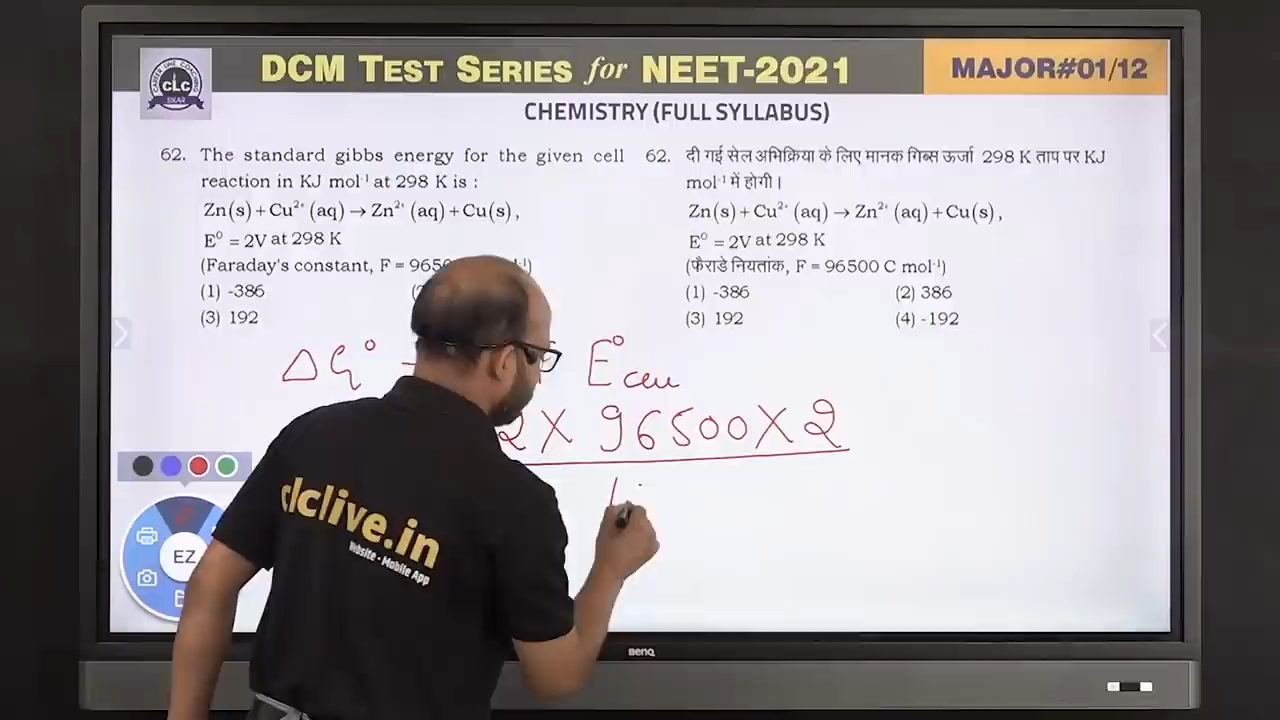 DCM TEST SERIES for NEET-2021
MAJOR#01/12
CLC
SIKAR
CHEMISTRY (FULL SYLLABUS)
62. The standard gibbs energy for the given cell
reaction in KJ mol⁻¹ at 298 K is :
Zn(s) + Cu²⁺ (aq) → Zn²⁺ (aq) + Cu(s),
E⁰ = 2V at 298 K
(Faraday's constant, F =
(1) -386
(3) 192
62. दी गई सेल अभिक्रिया के लिए मानक गिब्स ऊर्जा 298 K ताप पर KJ
mol⁻¹ में होगी।
Zn(s) + Cu²⁺ (aq) → Zn²⁺ (aq) + Cu(s),
E⁰ = 2V at 298 K
(फैराडे नियतांक, F = 96500 C mol⁻¹)
(1) -386 (2) 386
(3) 192 (4) -192
ΔG° E°cell
2 X 96500 X 2
EZ
clclive.in
Website - Mobile App
BenQ